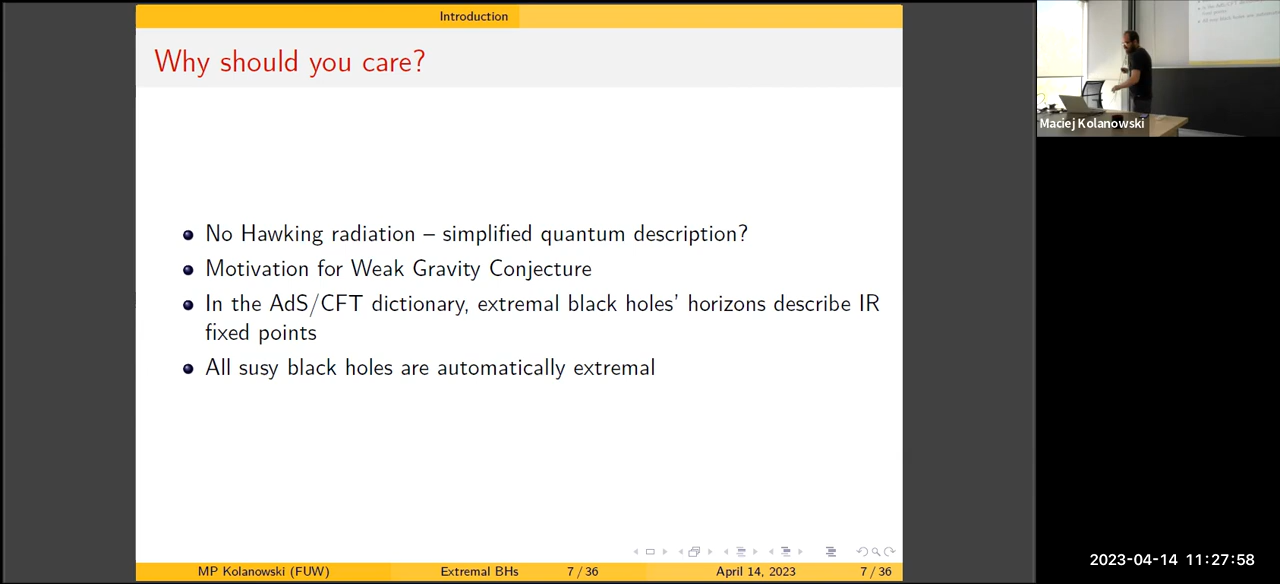 Introduction
Why should you care?
No Hawking radiation – simplified quantum description?
Motivation for Weak Gravity Conjecture
In the AdS/CFT dictionary, extremal black holes' horizons describe IR
fixed points
All susy black holes are automatically extremal
MP Kolanowski (FUW) Extremal BHs 7 / 36 April 14, 2023 7 / 36
Maciej Kolanowski
2023-04-14 11:27:58